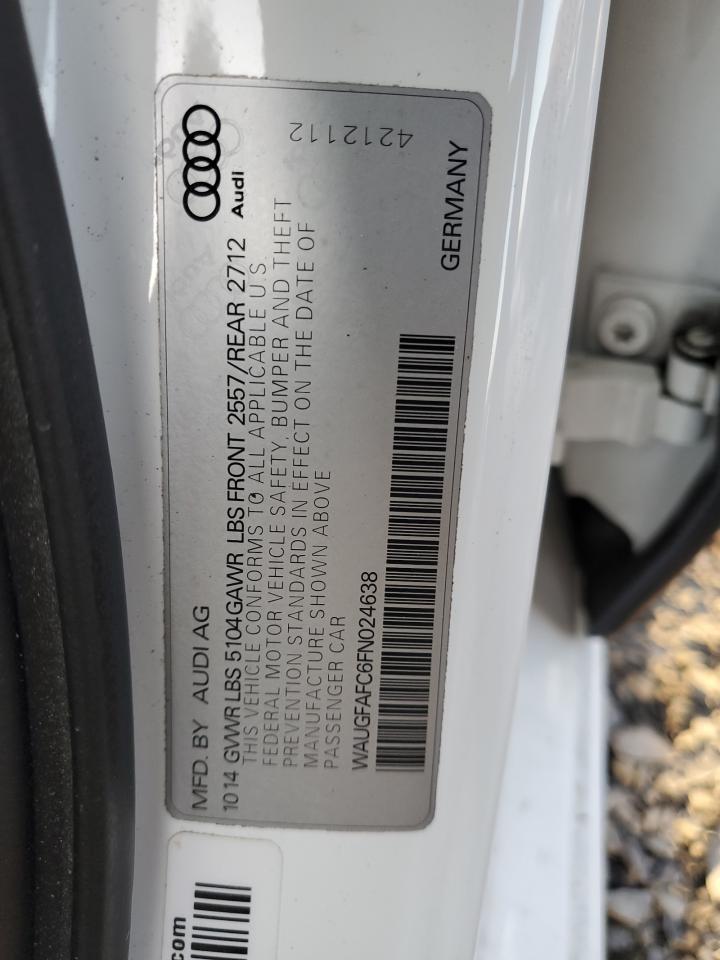 MFD. BY AUDI AG
Audi
1014 GVWR LBS 5104GAWR LBS FRONT 2557/REAR 2712
THIS VEHICLE CONFORMS TO ALL APPLICABLE U.S.
FEDERAL MOTOR VEHICLE SAFETY, BUMPER AND THEFT
PREVENTION STANDARDS IN EFFECT ON THE DATE OF
MANUFACTURE SHOWN ABOVE
PASSENGER CAR
4212112
WAUGFAFC6FN024638
GERMANY
.com